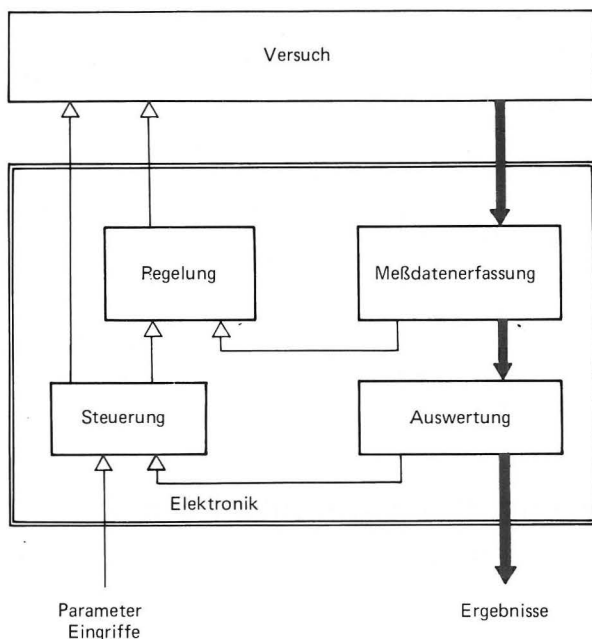 Versuch
Regelung
Meßdatenerfassung
Steuerung
Auswertung
Elektronik
Parameter
Eingriffe
Ergebnisse